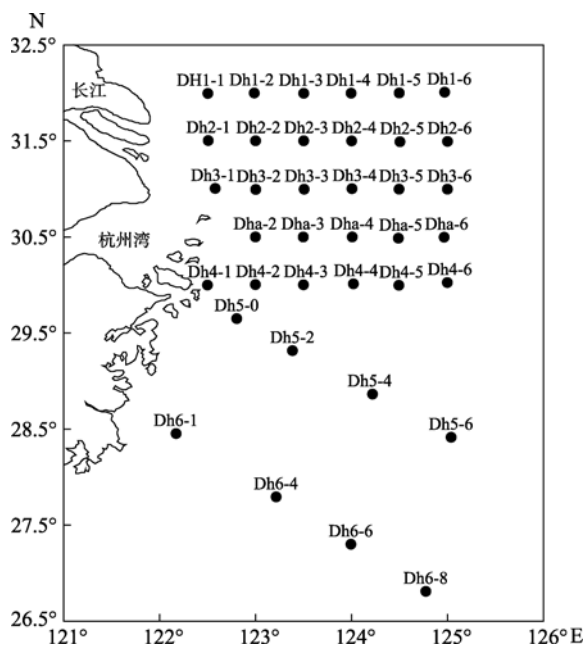 N
32.5°
长江
DH1-1 Dh1-2 Dh1-3 Dh1-4 Dh1-5 Dh1-6
31.5°
Dh2-1 Dh2-2 Dh2-3 Dh2-4 Dh2-5 Dh2-6
Dh3-1 Dh3-2 Dh3-3 Dh3-4 Dh3-5 Dh3-6
30.5°
杭州湾
Dha-2 Dha-3 Dha-4 Dha-5 Dha-6
Dh4-1 Dh4-2 Dh4-3 Dh4-4 Dh4-5 Dh4-6
29.5°
Dh5-0
Dh5-2
Dh5-4
28.5°
Dh6-1
Dh5-6
Dh6-4
27.5°
Dh6-6
Dh6-8
26.5°
121° 122° 123° 124° 125° 126° E